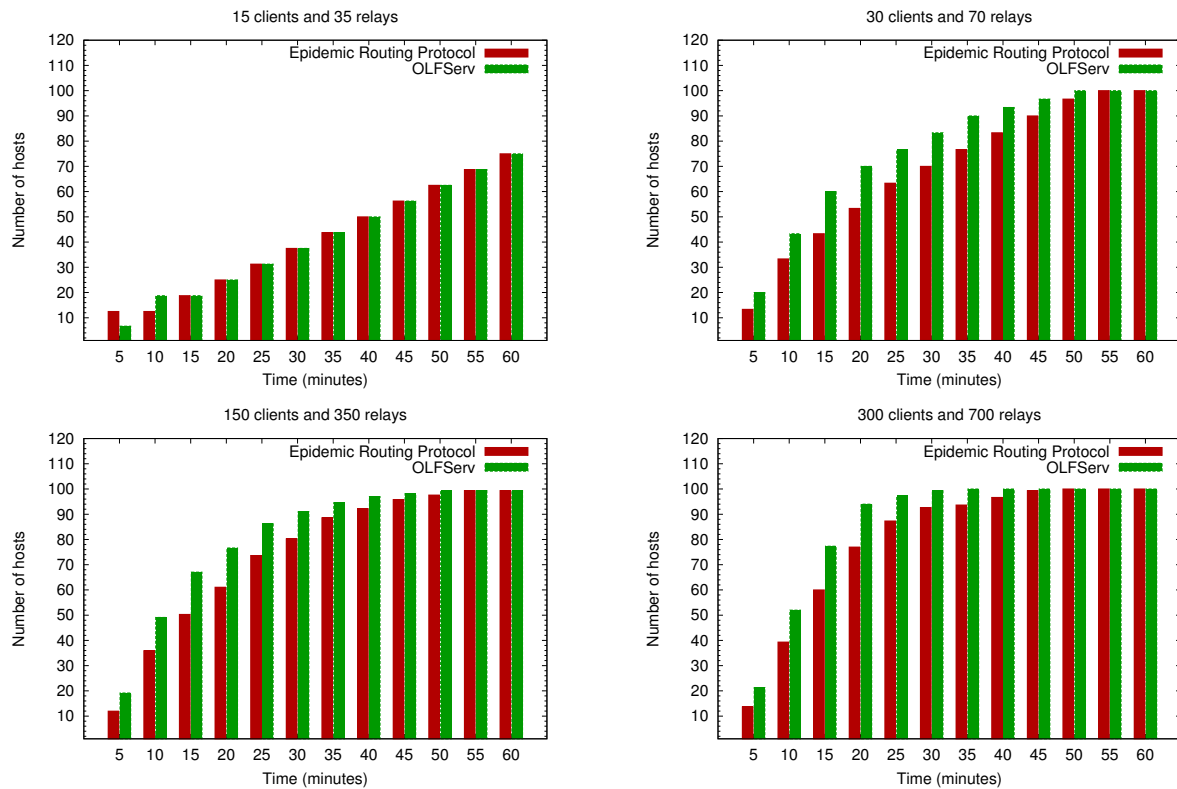 15 clients and 35 relays
120
110
100
90
80
70
60
50
40
30
20
10
Number of hosts
Epidemic Routing Protocol
OLFServ
5 10 15 20 25 30 35 40 45 50 55 60
Time (minutes)
30 clients and 70 relays
120
110
100
90
80
70
60
50
40
30
20
10
Number of hosts
Epidemic Routing Protocol
OLFServ
5 10 15 20 25 30 35 40 45 50 55 60
Time (minutes)
150 clients and 350 relays
120
110
100
90
80
70
60
50
40
30
20
10
Number of hosts
Epidemic Routing Protocol
OLFServ
5 10 15 20 25 30 35 40 45 50 55 60
Time (minutes)
300 clients and 700 relays
120
110
100
90
80
70
60
50
40
30
20
10
Number of hosts
Epidemic Routing Protocol
OLFServ
5 10 15 20 25 30 35 40 45 50 55 60
Time (minutes)